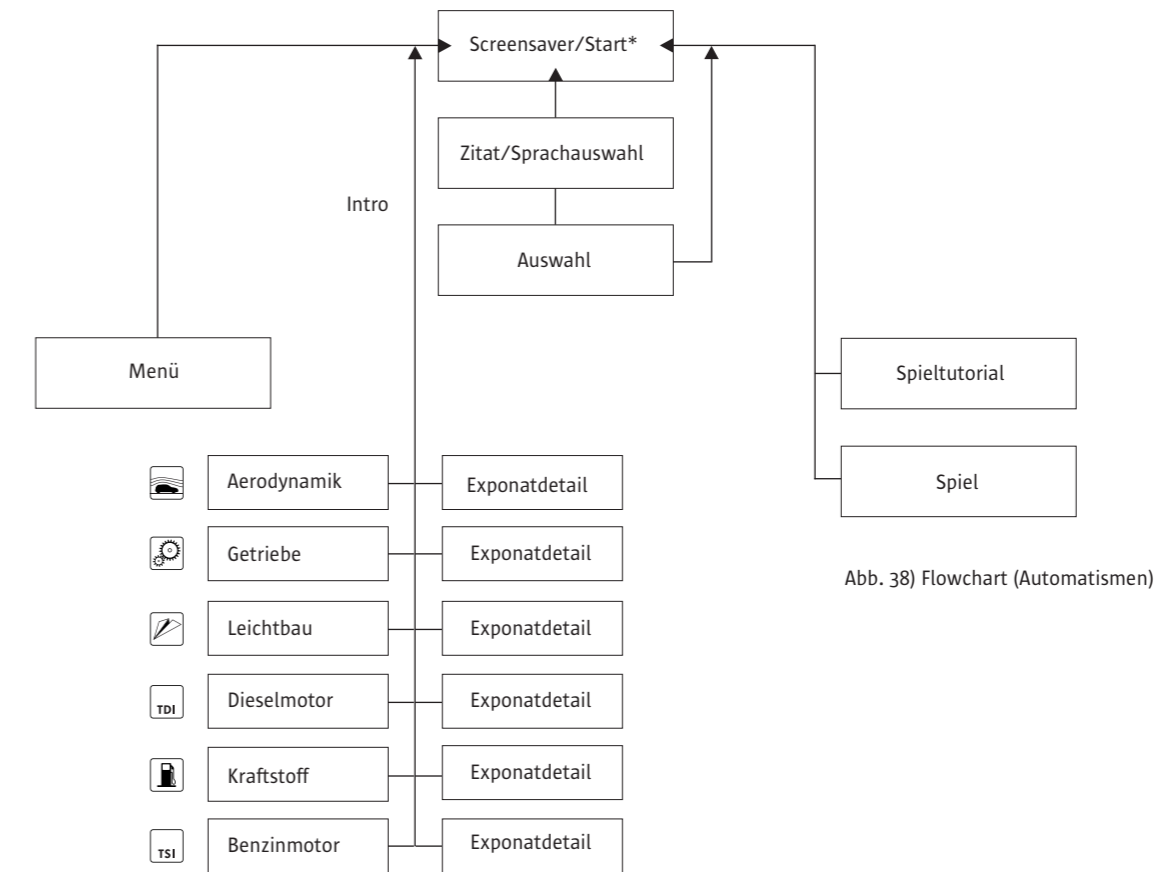 Screensaver/Start*
Zitat/Sprachauswahl
Intro
Auswahl
Menü
Spieltutorial
Spiel
Abb. 38) Flowchart (Automatismen)
Aerodynamik
Exponatdetail
Getriebe
Exponatdetail
Leichtbau
Exponatdetail
TDI
Dieselmotor
Exponatdetail
Kraftstoff
Exponatdetail
TSI
Benzinmotor
Exponatdetail